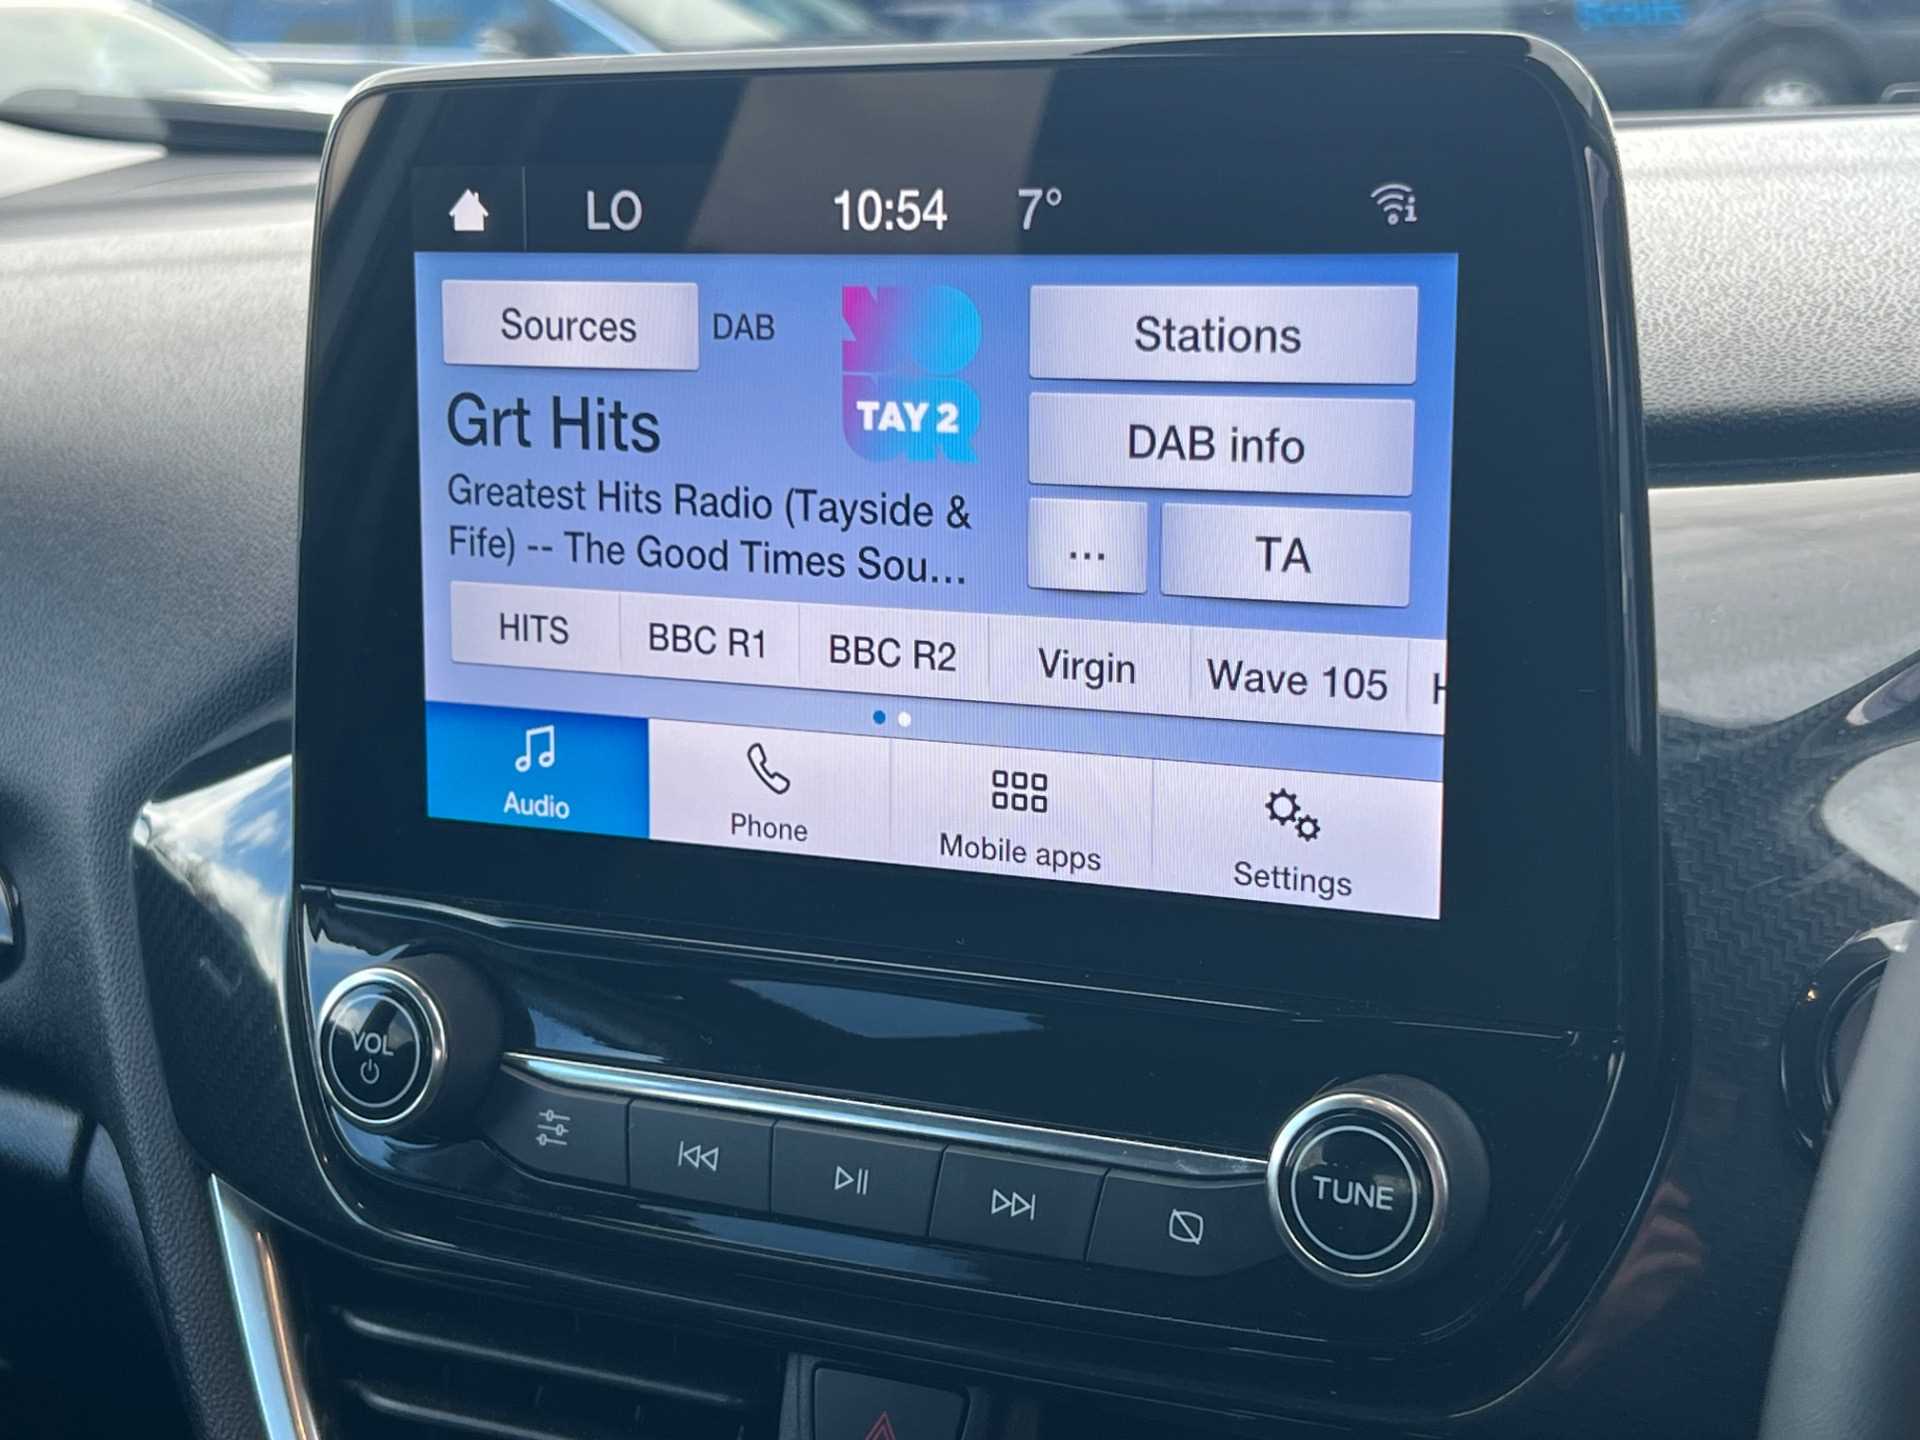 LO 10:54 7°
Sources DAB
TAY 2
Stations
Grt Hits
DAB info
Greatest Hits Radio (Tayside &
Fife) -- The Good Times Sou...
... TA
HITS BBC R1 BBC R2 Virgin Wave 105
Audio Phone Mobile apps Settings
VOL
TUNE